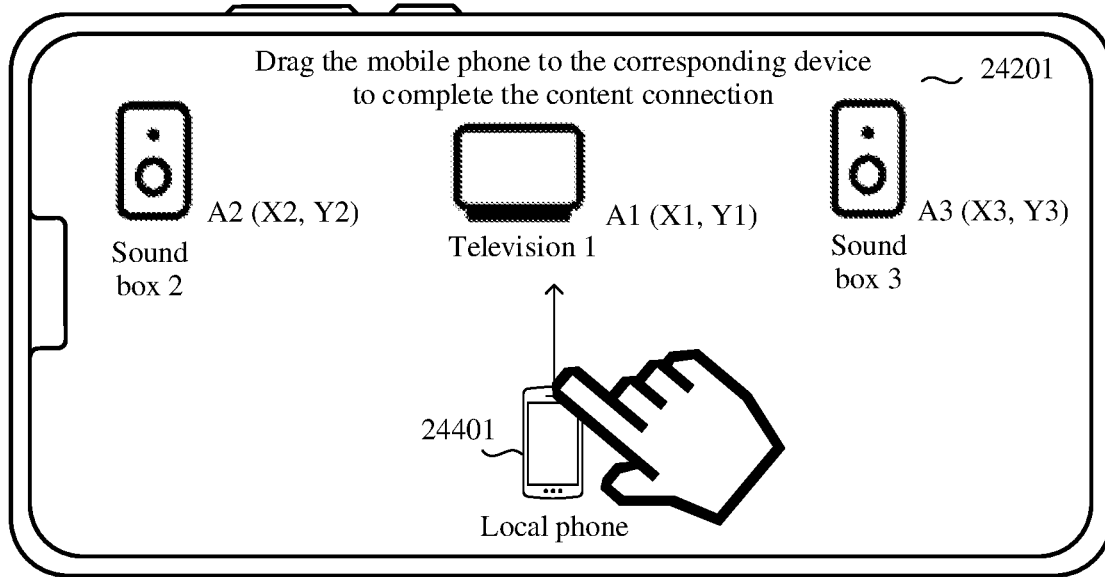 Drag the mobile phone to the corresponding device
to complete the content connection
24201
A2 (X2, Y2)
Sound
box 2
A1 (X1, Y1)
Television 1
A3 (X3, Y3)
Sound
box 3
24401
Local phone